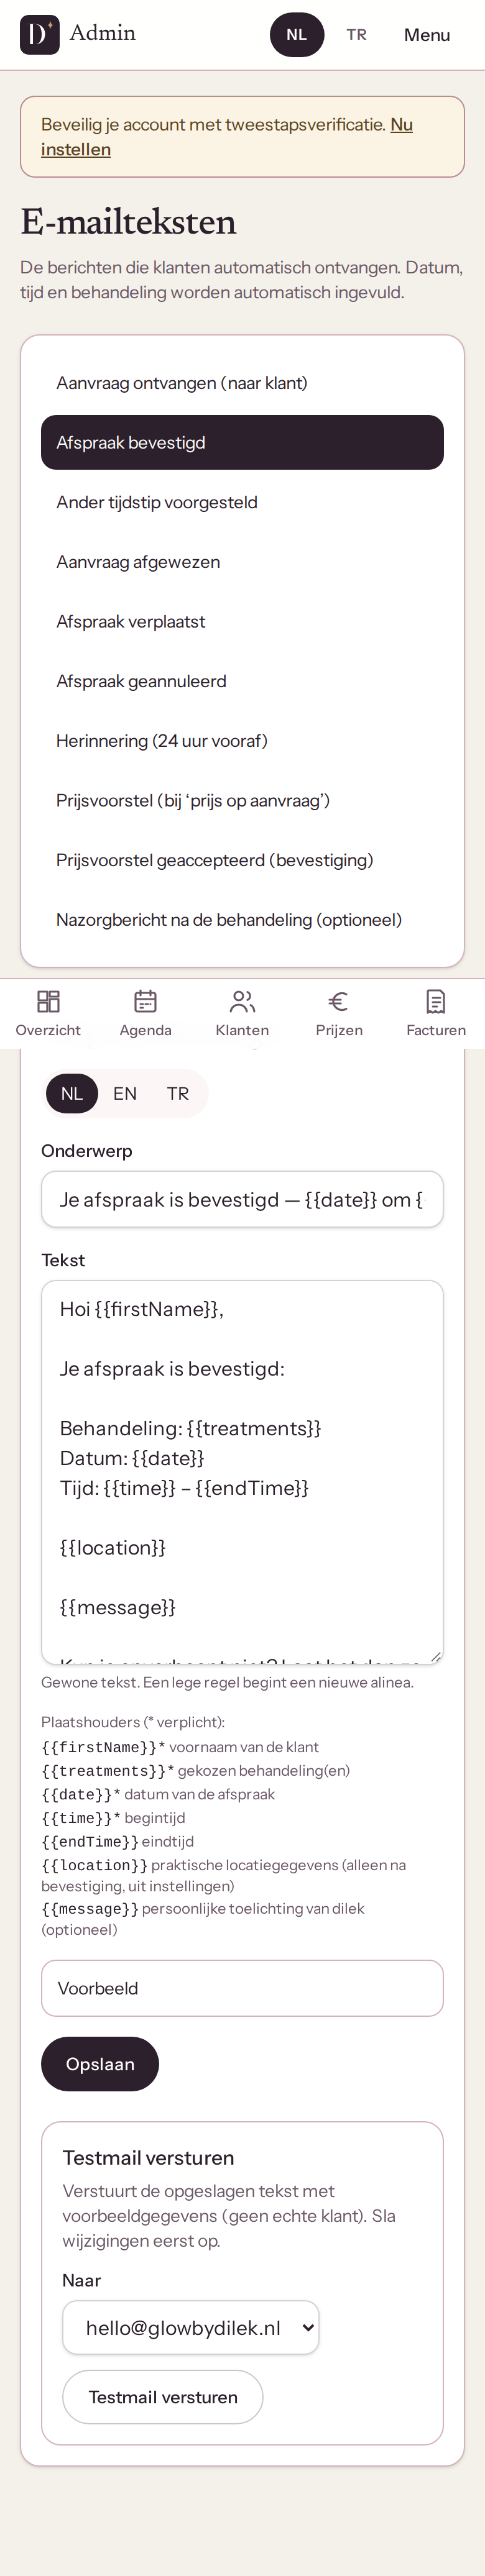 D Admin NL TR Menu
Beveilig je account met tweestapsverificatie. Nu
instellen
E-mailteksten
De berichten die klanten automatisch ontvangen. Datum,
tijd en behandeling worden automatisch ingevuld.
Aanvraag ontvangen (naar klant)
Afspraak bevestigd
Ander tijdstip voorgesteld
Aanvraag afgewezen
Afspraak verplaatst
Afspraak geannuleerd
Herinnering (24 uur vooraf)
Prijsvoorstel (bij ‘prijs op aanvraag’)
Prijsvoorstel geaccepteerd (bevestiging)
Nazorgbericht na de behandeling (optioneel)
Overzicht Agenda Klanten Prijzen Facturen
NL EN TR
Onderwerp
Je afspraak is bevestigd — {{date}} om {
Tekst
Hoi {{firstName}},
Je afspraak is bevestigd:
Behandeling: {{treatments}}
Datum: {{date}}
Tijd: {{time}} – {{endTime}}
{{location}}
{{message}}
Gewone tekst. Een lege regel begint een nieuwe alinea.
Plaatshouders (* verplicht):
{{firstName}}* voornaam van de klant
{{treatments}}* gekozen behandeling(en)
{{date}}* datum van de afspraak
{{time}}* begintijd
{{endTime}} eindtijd
{{location}} praktische locatiegegevens (alleen na
bevestiging, uit instellingen)
{{message}} persoonlijke toelichting van dilek
(optioneel)
Voorbeeld
Opslaan
Testmail versturen
Verstuurt de opgeslagen tekst met
voorbeeldgegevens (geen echte klant). Sla
wijzigingen eerst op.
Naar
hello@glowbydilek.nl
Testmail versturen